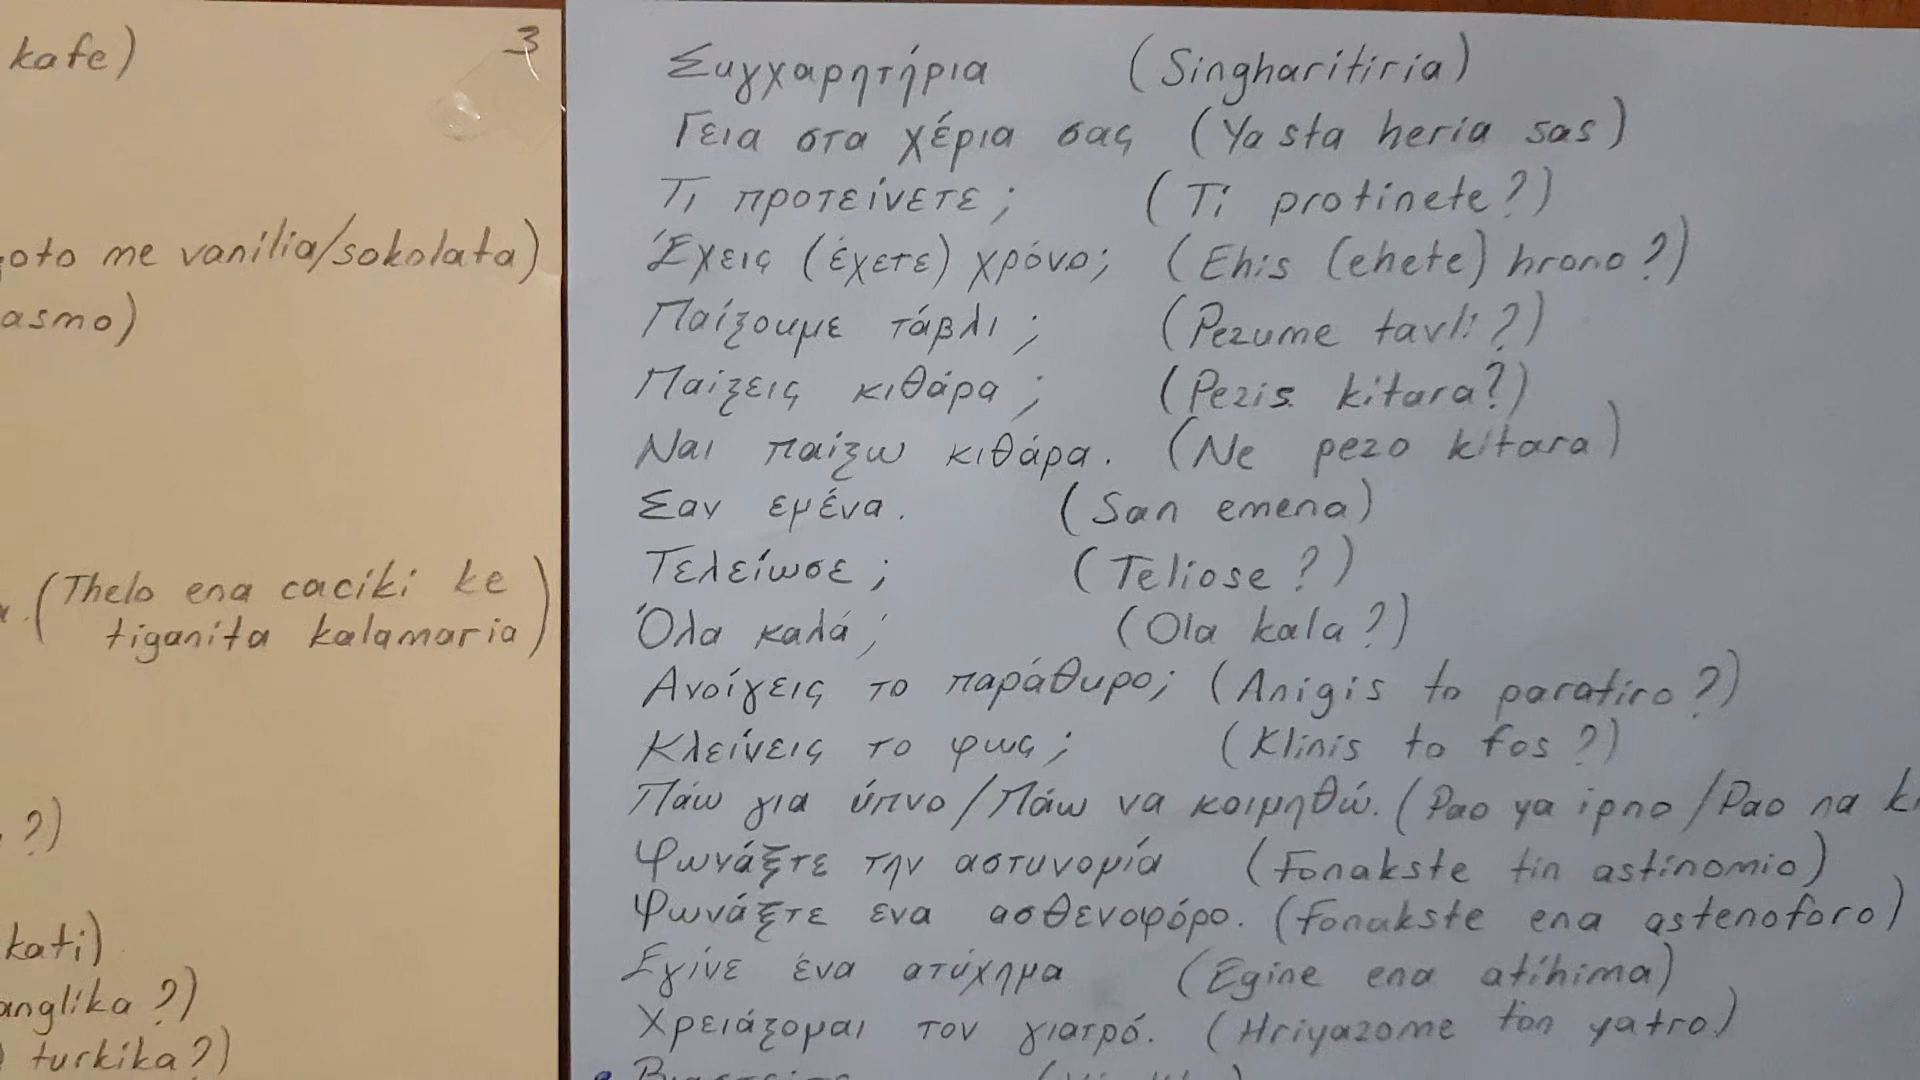 kafe)
3
oto me vanilia/sokolata)
asmo)
(Thelo ena caciki ke
tiganita kalamaria)
?)
kati)
anglika?)
turkika?)
Συγχαρητήρια (Singharitiria)
Γεια στα χέρια σας (Ya sta heria sas)
Τι προτείνετε; (Ti protinete?)
Έχεις (έχετε) χρόνο; (Ehis (ehete) hrono?)
Παίζουμε τάβλι; (Pezume tavli?)
Παίζεις κιθάρα; (Pezis kitara?)
Ναι παίζω κιθάρα. (Ne pezo kitara)
Σαν εμένα. (San emena)
Τελείωσε; (Teliose?)
Όλα καλά; (Ola kala?)
Ανοίγεις το παράθυρο; (Anigis to paratiro?)
Κλείνεις το φως; (Klinis to fos?)
Πάω για ύπνο/Πάω να κοιμηθώ. (Pao ya ipno/Pao na ki
Φωνάξτε την αστυνομία (Fonakste tin astinomio)
Φωνάξτε ενα ασθενοφόρο. (Fonakste ena astenoforo)
Εγίνε ένα ατύχημα (Egine ena atihima)
Χρειάζομαι τον γιατρό. (Hriyazome ton yatro)